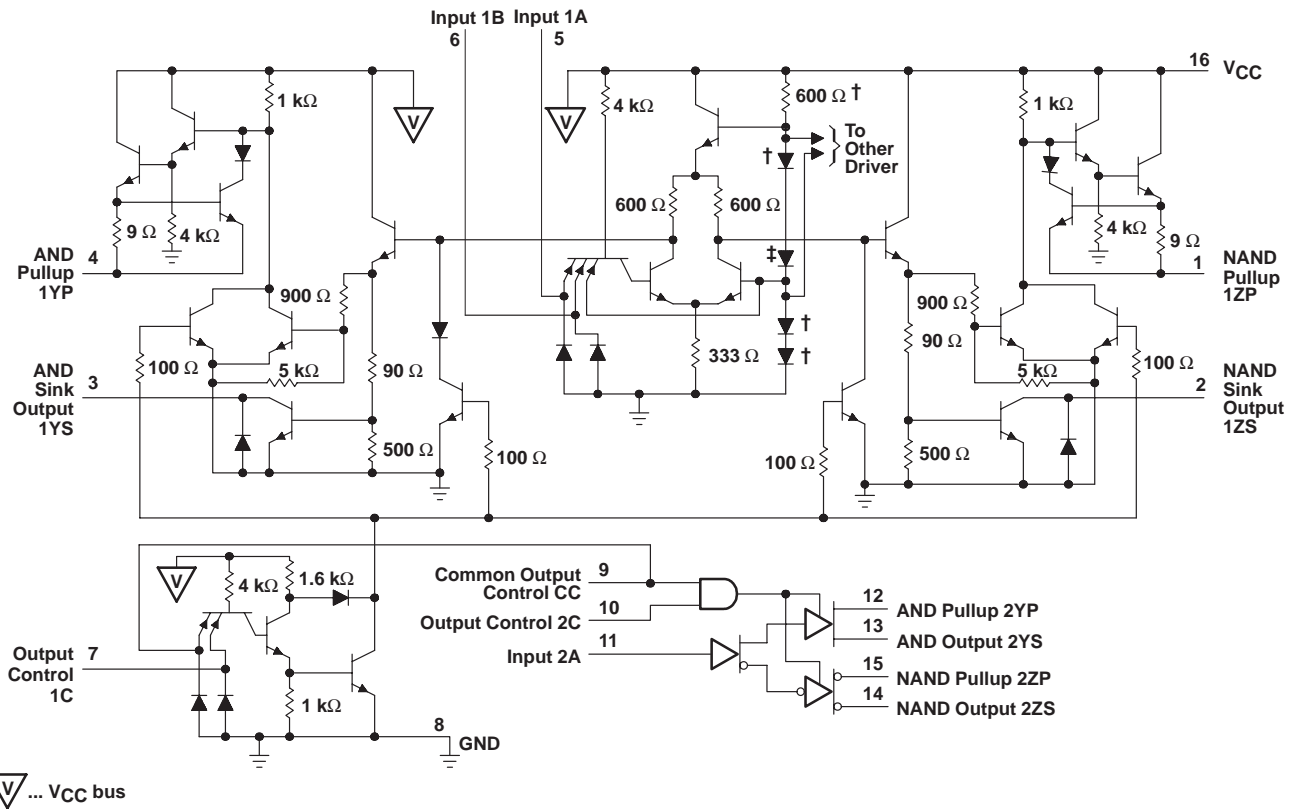 Input 1B Input 1A
6 5
16 VCC
1 kΩ
4 kΩ
600 Ω †
1 kΩ
V
V
To
Other
Driver
†
600 Ω 600 Ω
9 Ω 4 kΩ
4 kΩ 9 Ω
AND 4
Pullup
1YP
‡
1 NAND
Pullup
1ZP
900 Ω
900 Ω
†
†
100 Ω
5 kΩ
90 Ω
333 Ω
90 Ω
5 kΩ
100 Ω
AND 3
Sink
Output
1YS
2 NAND
Sink
Output
1ZS
500 Ω
100 Ω
100 Ω
500 Ω
V
4 kΩ
1.6 kΩ
Common Output 9
Control CC
10
Output Control 2C
11
Input 2A
12 AND Pullup 2YP
13 AND Output 2YS
15 NAND Pullup 2ZP
14 NAND Output 2ZS
Output 7
Control
1C
1 kΩ
8 GND
V ... VCC bus